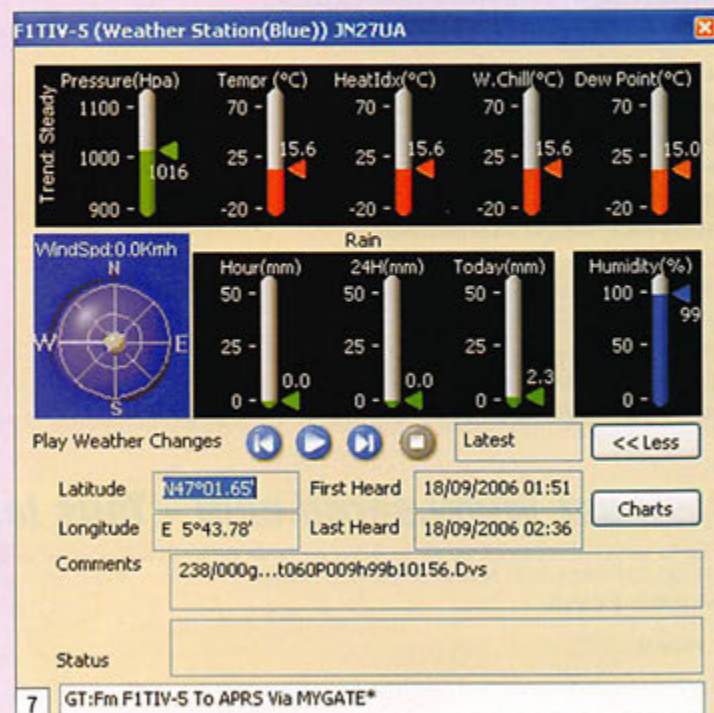 F1TIV-5 (Weather Station(Blue)) JN27UA
Trend: Steady
Pressure(Hpa) Tempr (°C) HeatIdx(°C) W.Chill(°C) Dew Point(°C)
1100 - 70 - 70 - 70 - 70 -
1000 - 1016 25 - 15.6 25 - 15.6 25 - 15.6 25 - 15.0
900 - -20 - -20 - -20 - -20 -
WindSpd:0.0Kmh
N
W E
S
Rain
Hour(mm) 24H(mm) Today(mm) Humidity(%)
50 - 50 - 50 - 100 - 99
25 - 25 - 25 - 50 -
0 - 0.0 0 - 0.0 0 - 2.3 0 -
Play Weather Changes Latest << Less
Latitude N47°01.65' First Heard 18/09/2006 01:51
Charts
Longitude E 5°43.78' Last Heard 18/09/2006 02:36
Comments 238/000g...t060P009h99b10156.Dvs
Status
7 GT:Fm F1TIV-5 To APRS Via MYGATE*